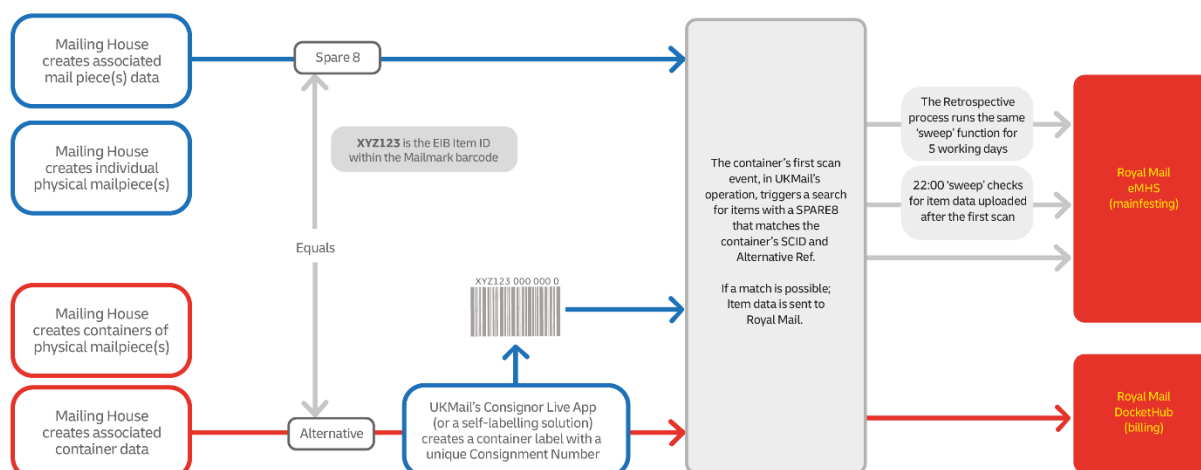 Mailing House
creates associated
mail piece(s) data
Spare 8
XYZ123 is the EIB Item ID
within the Mailmark barcode
Mailing House
creates individual
physical mailpiece(s)
Equals
Mailing House
creates containers of
physical mailpiece(s)
Mailing House
creates associated
container data
Alternative
XYZ123 000 000 0
UKMail's Consignor Live App
(or a self-labelling solution)
creates a container label with a
unique Consignment Number
The container's first scan
event, in UKMail's
operation, triggers a search
for items with a SPARE8
that matches the
container's SCID and
Alternative Ref.
If a match is possible;
Item data is sent to
Royal Mail.
The Retrospective
process runs the same
'sweep' function for
5 working days
22:00 'sweep' checks
for item data uploaded
after the first scan
Royal Mail
eMHS
(mainfesting)
Royal Mail
DocketHub
(billing)